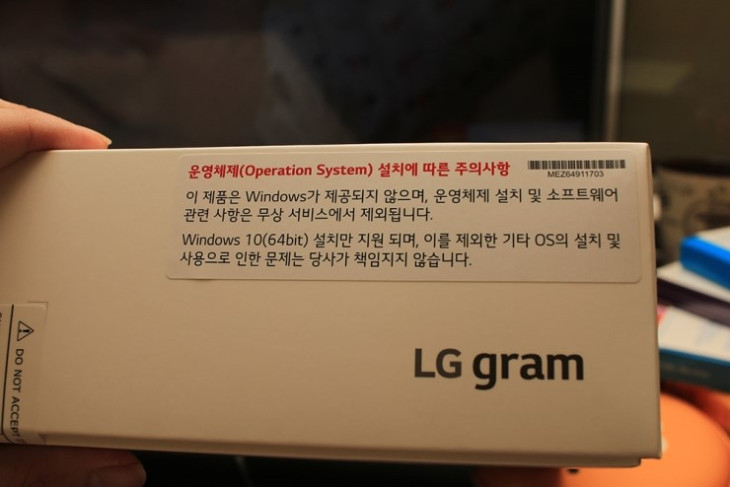 운영체제(Operation System) 설치에 따른 주의사항
MEZ64911703
이 제품은 Windows가 제공되지 않으며, 운영체제 설치 및 소프트웨어
관련 사항은 무상 서비스에서 제외됩니다.
Windows 10(64bit) 설치만 지원 되며, 이를 제외한 기타 OS의 설치 및
사용으로 인한 문제는 당사가 책임지지 않습니다.
LG gram
DO NOT ACCEPT